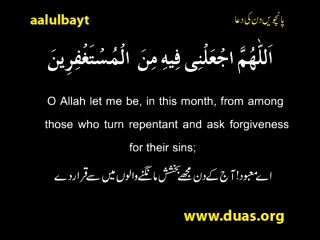 aalulbayt
پانچویں دن کی دعا
اَللّٰهُمَّ اجْعَلْنِی فِیهِ مِنَ الْمُسْتَغْفِرِینَ
O Allah let me be, in this month, from among
those who turn repentant and ask forgiveness
for their sins;
اے معبود! آج کے دن مجھے بخشش مانگنے والوں میں سے قرار دے
www.duas.org